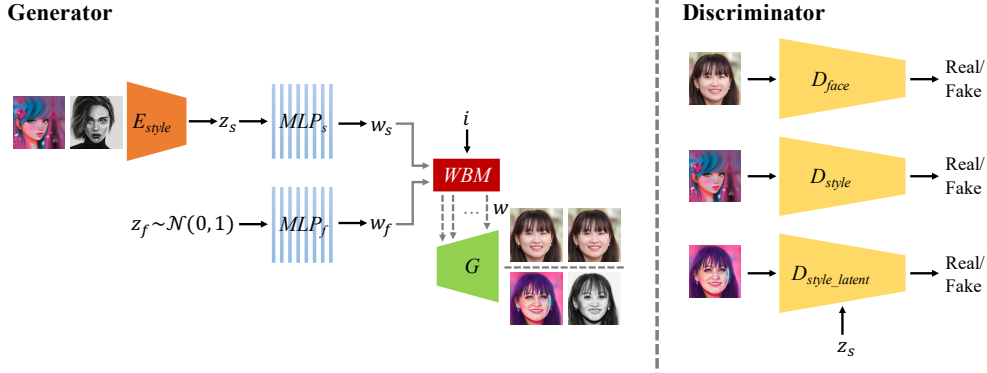 Generator
E_style
z_s
MLP_s
w_s
i
WBM
z_f~𝒩(0,1)
MLP_f
w_f
...
w
G
Discriminator
D_face
Real/
Fake
D_style
Real/
Fake
D_style_latent
Real/
Fake
z_s